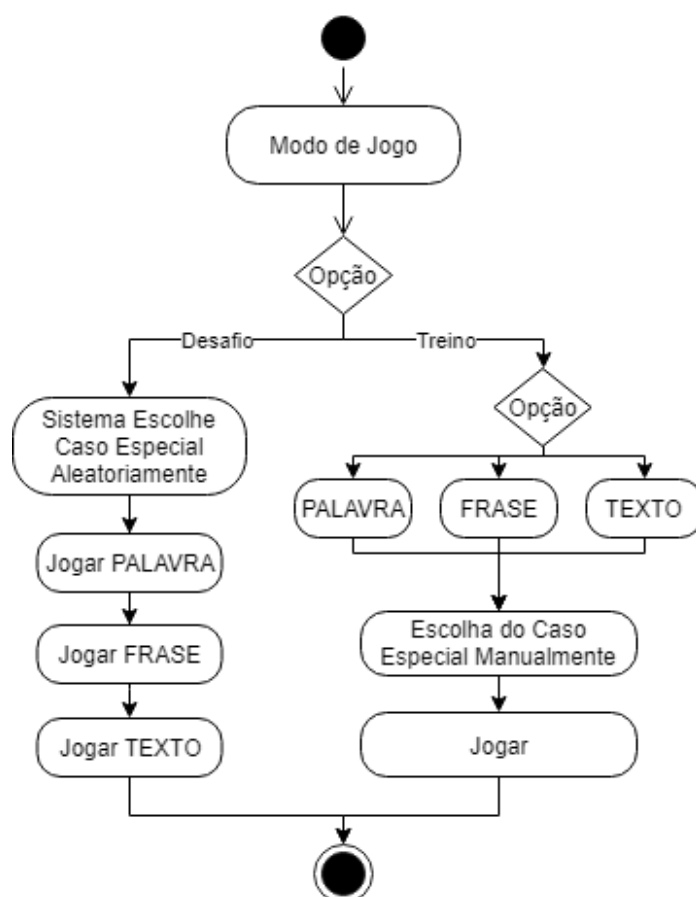 Modo de Jogo
Opção
Desafio
Treino
Sistema Escolhe
Caso Especial
Aleatoriamente
Jogar PALAVRA
Jogar FRASE
Jogar TEXTO
Opção
PALAVRA
FRASE
TEXTO
Escolha do Caso
Especial Manualmente
Jogar